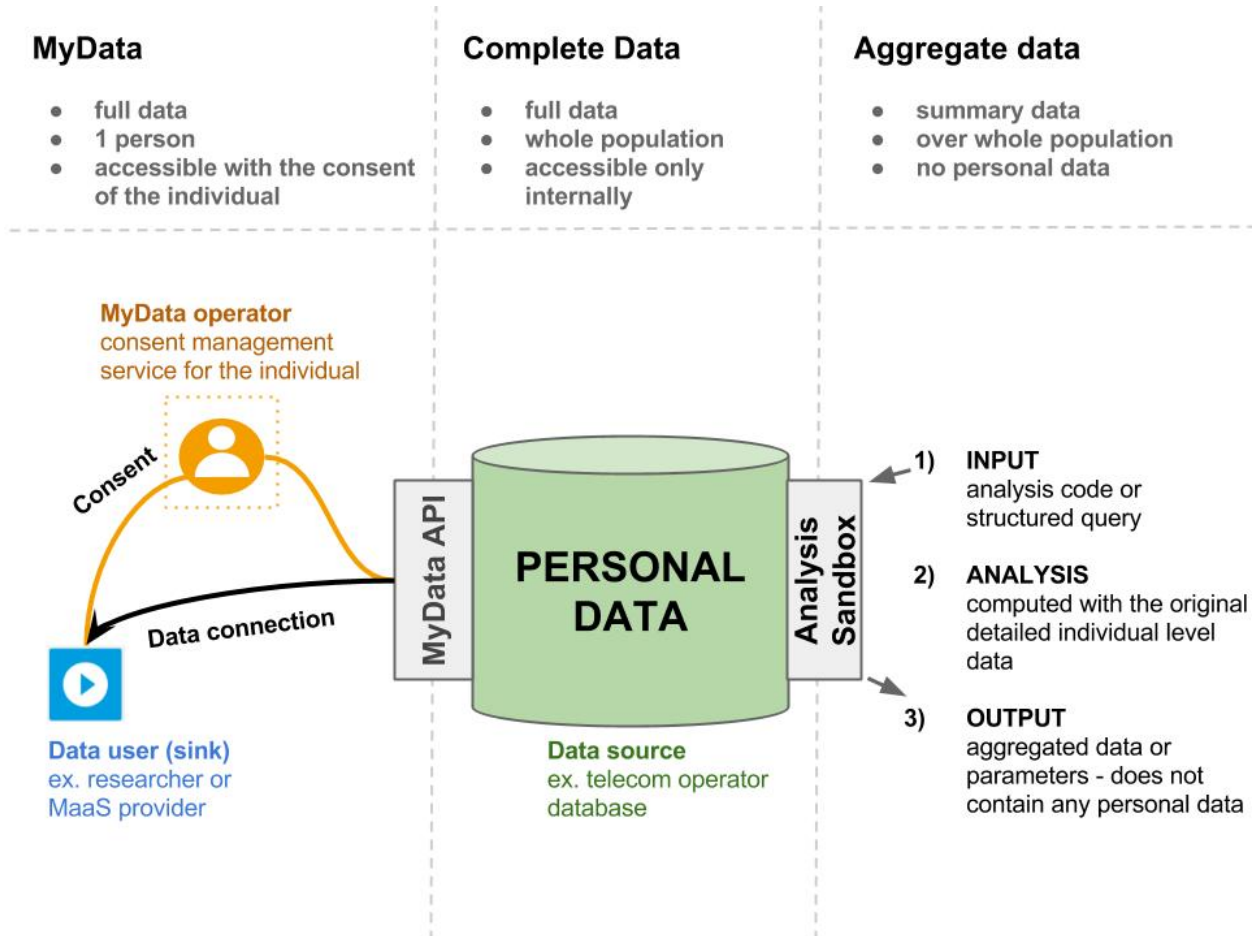 MyData
● full data
● 1 person
● accessible with the consent
of the individual
Complete Data
● full data
● whole population
● accessible only
internally
Aggregate data
● summary data
● over whole population
● no personal data
MyData operator
consent management
service for the individual
Consent
Data connection
Data user (sink)
ex. researcher or
MaaS provider
MyData API
PERSONAL
DATA
Data source
ex. telecom operator
database
Analysis
Sandbox
1) INPUT
analysis code or
structured query
2) ANALYSIS
computed with the original
detailed individual level
data
3) OUTPUT
aggregated data or
parameters - does not
contain any personal data